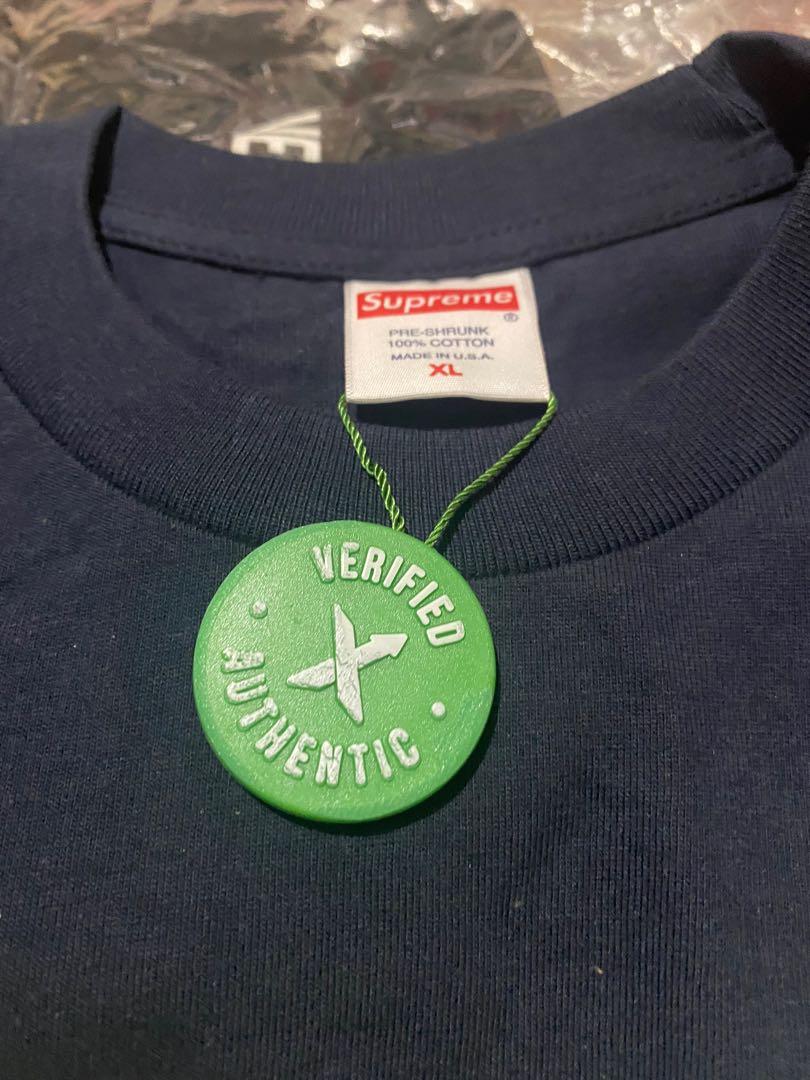 Supreme
®
PRE-SHRUNK
100% COTTON
MADE IN U.S.A.
XL
VERIFIED
AUTHENTIC